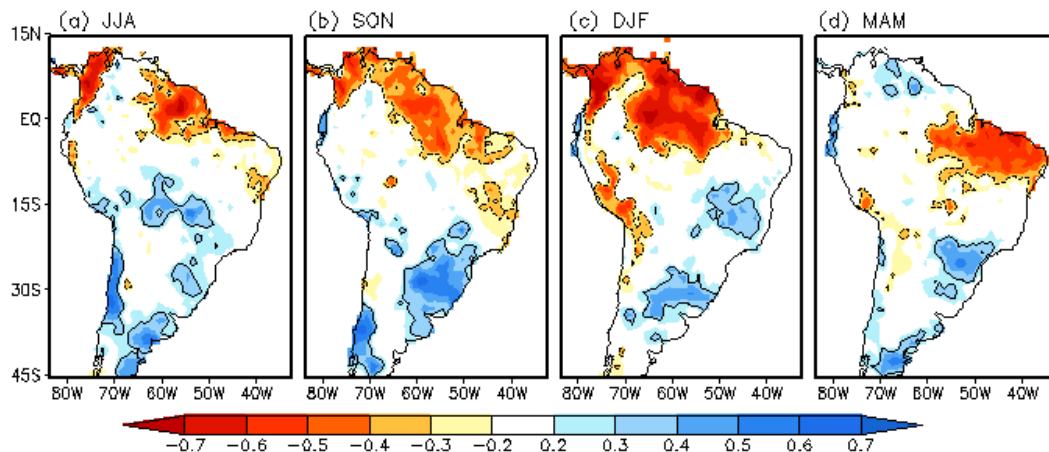 (a) JJA (b) SON (c) DJF (d) MAM
15N
EQ
15S
30S
45S
80W 70W 60W 50W 40W 80W 70W 60W 50W 40W 80W 70W 60W 50W 40W 80W 70W 60W 50W 40W
-0.7 -0.6 -0.5 -0.4 -0.3 -0.2 0.2 0.3 0.4 0.5 0.6 0.7